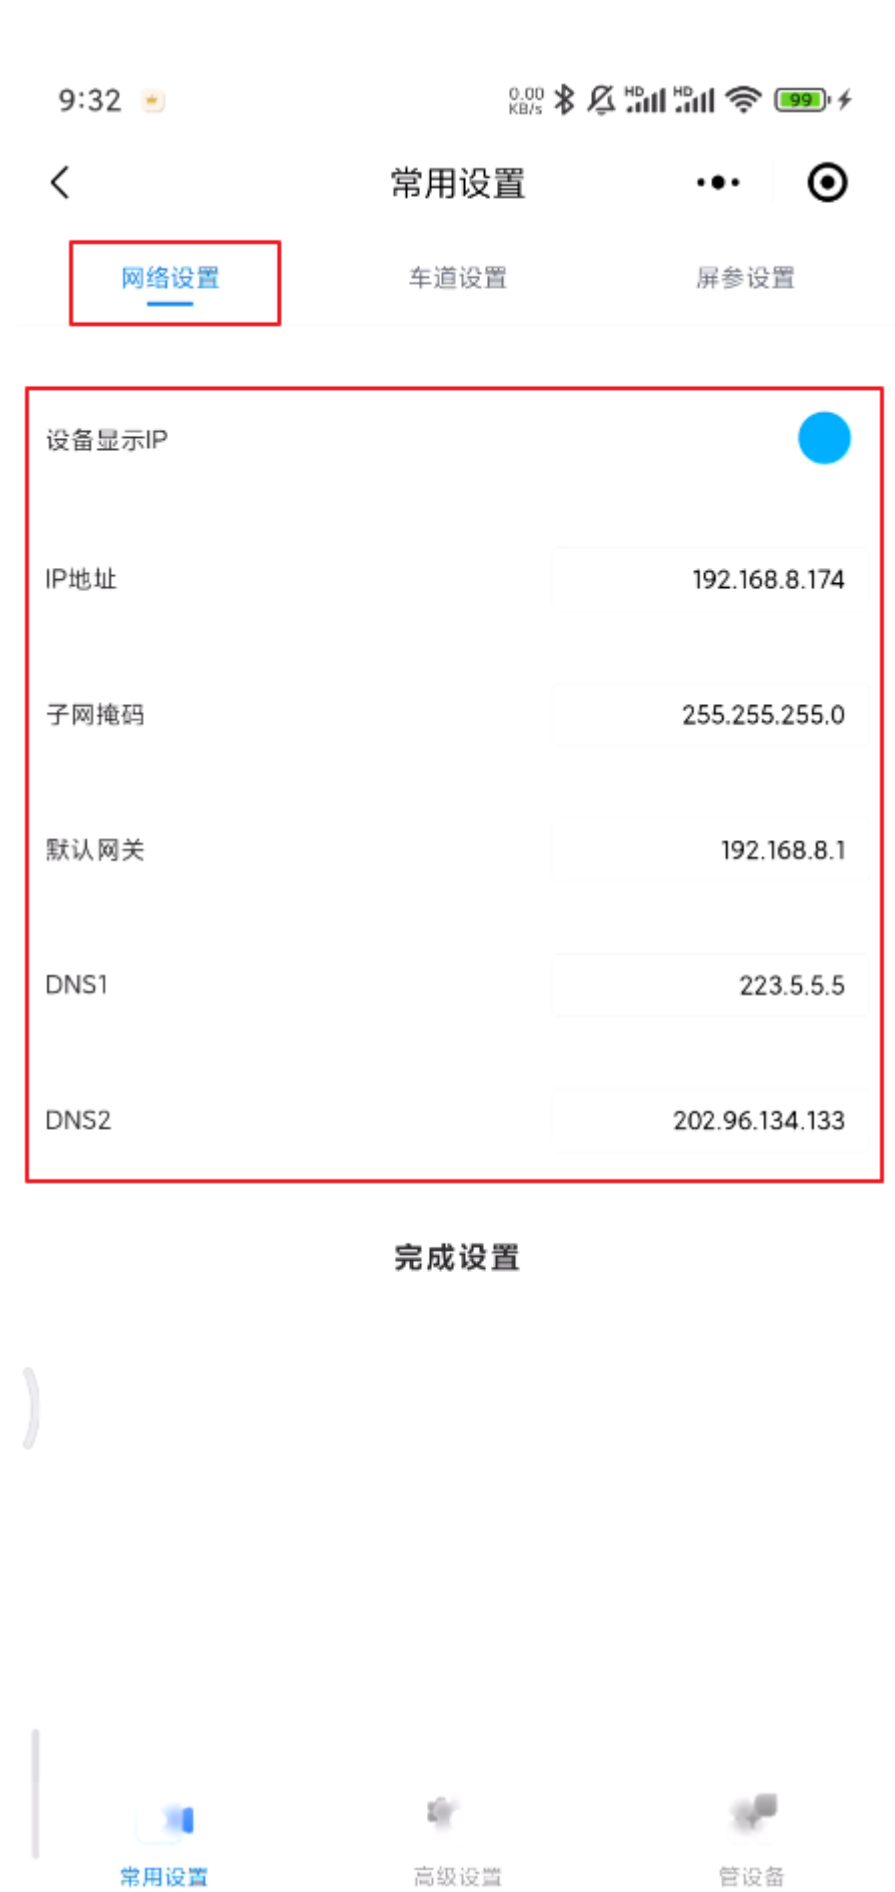 9:32 0.00 KB/s HD HD 99
常用设置
网络设置 车道设置 屏参设置
设备显示IP
IP地址 192.168.8.174
子网掩码 255.255.255.0
默认网关 192.168.8.1
DNS1 223.5.5.5
DNS2 202.96.134.133
完成设置
常用设置 高级设置 管设备